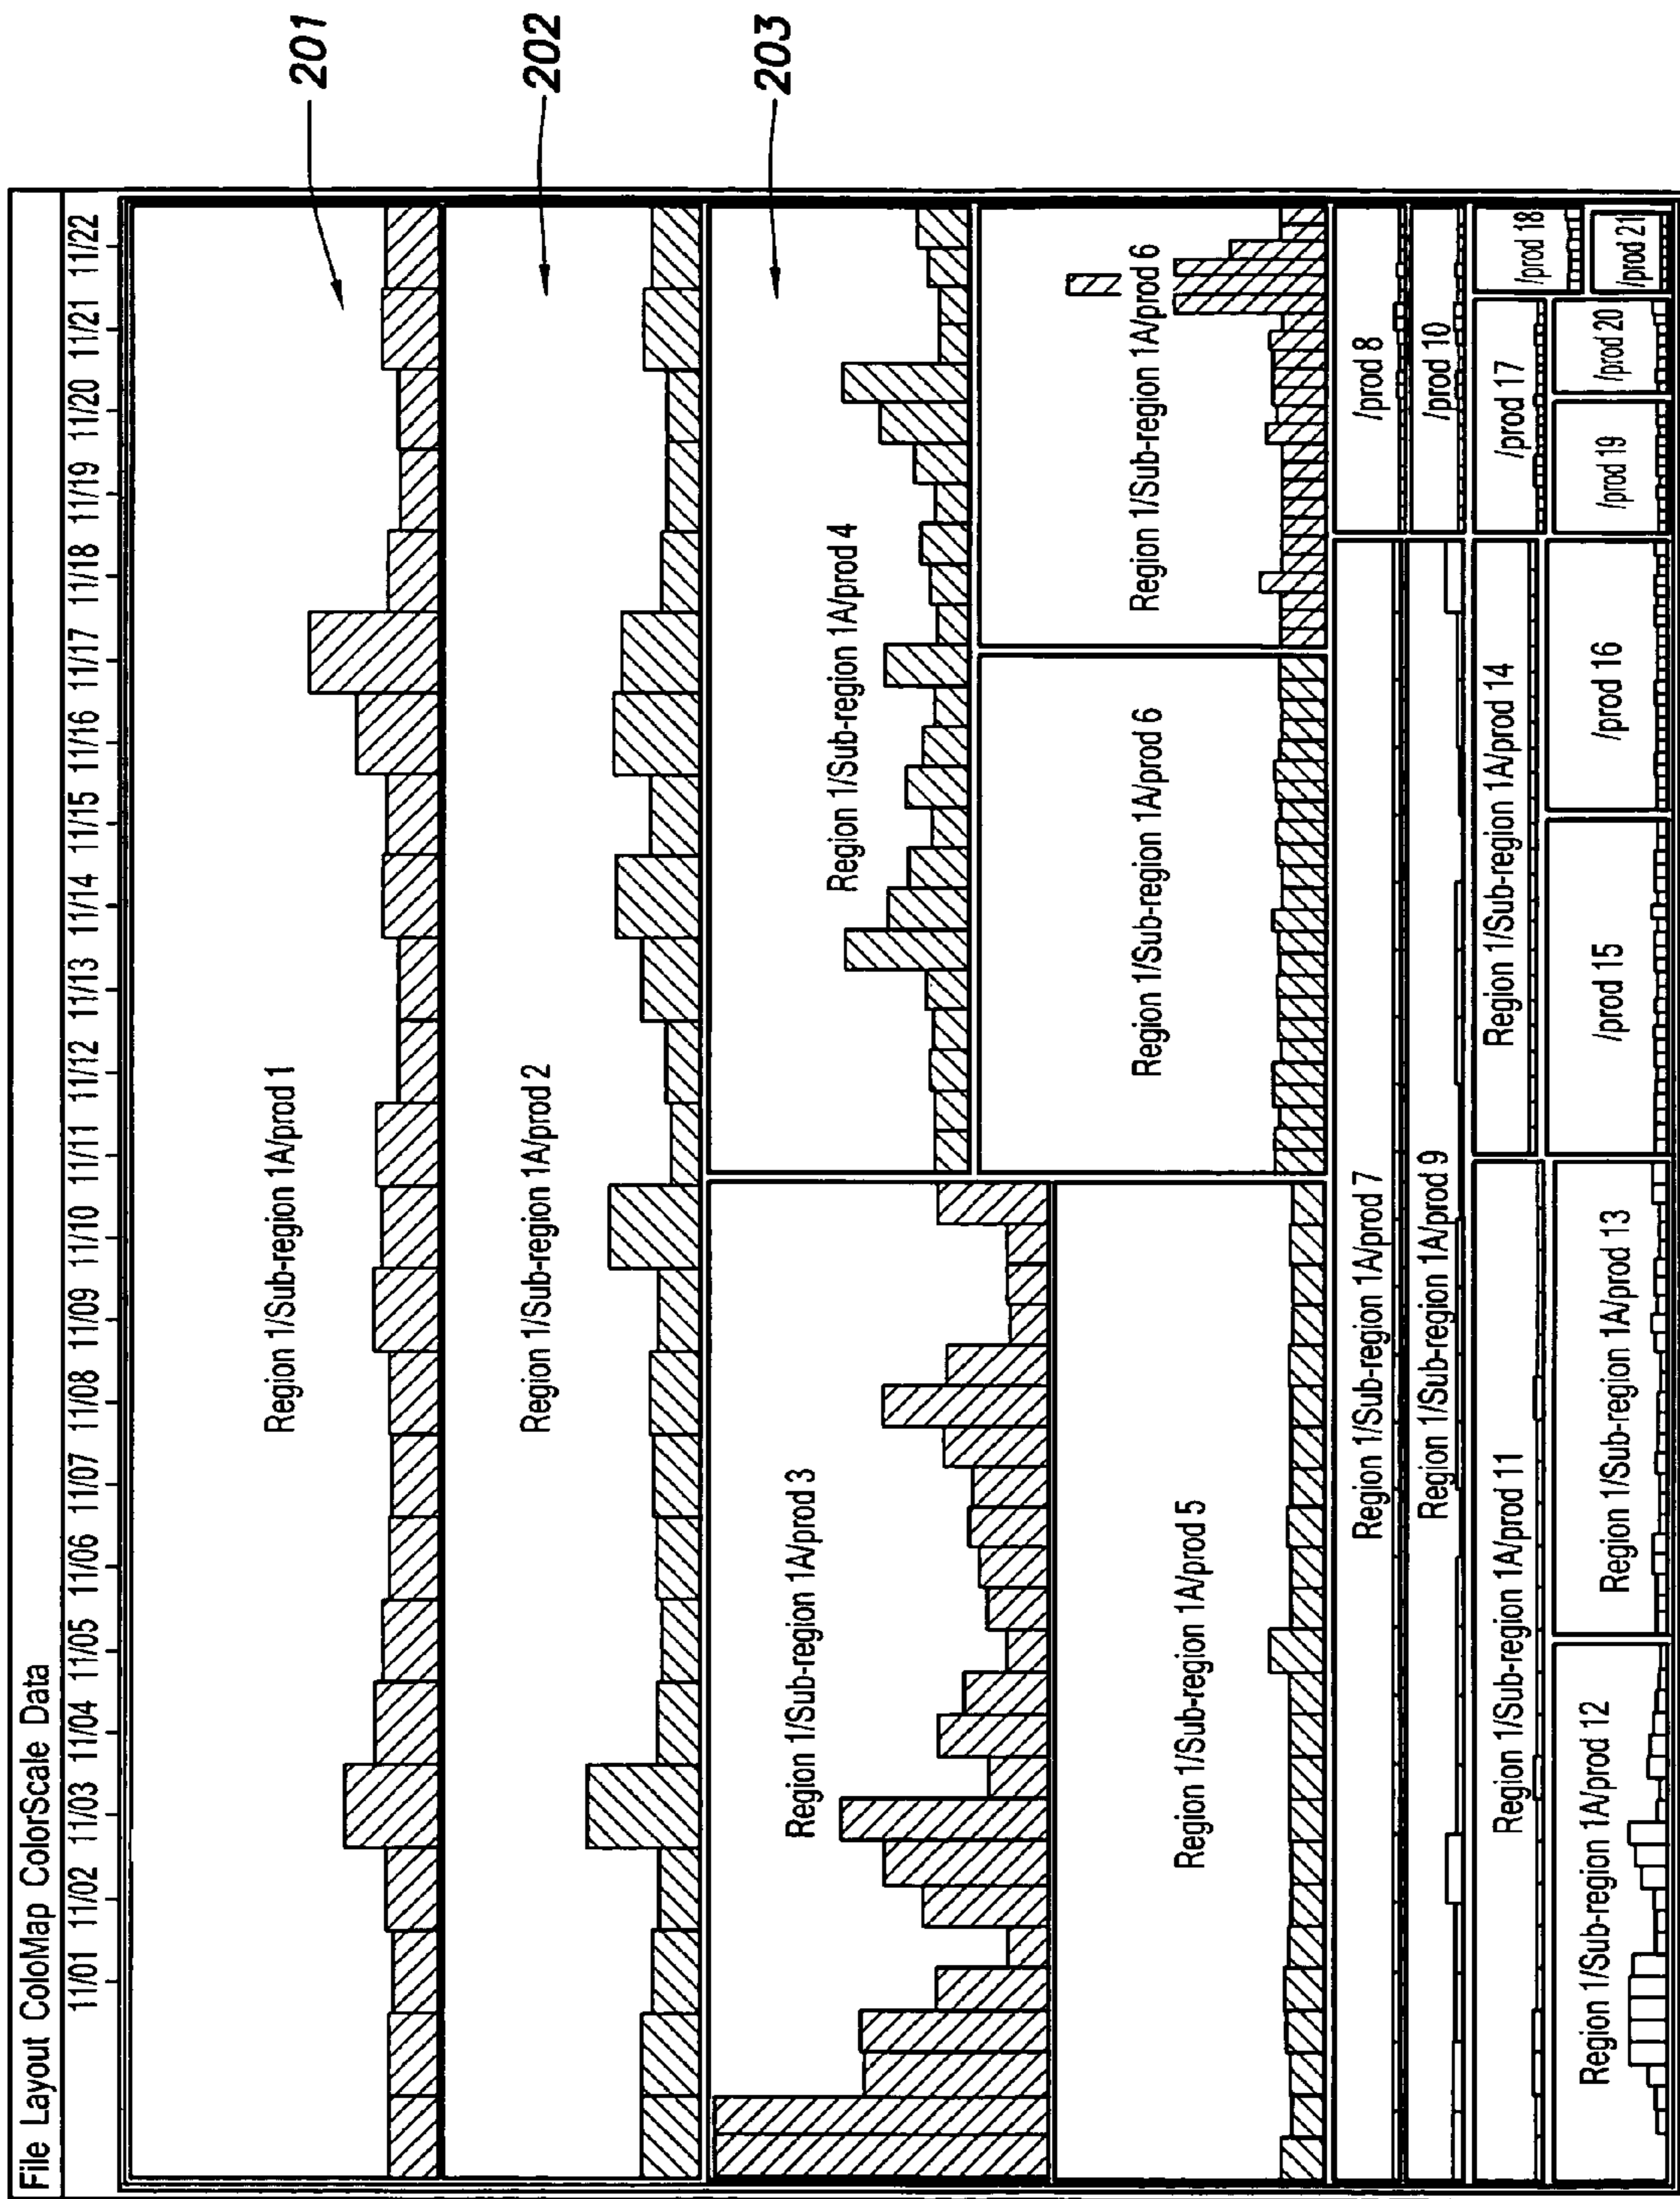 File Layout ColoMap ColorScale Data
11/01 11/02 11/03 11/04 11/05 11/06 11/07 11/08 11/09 11/10 11/11 11/12 11/13 11/14 11/15 11/16 11/17 11/18 11/19 11/20 11/21 11/22
201
Region 1/Sub-region 1A/prod 1
202
Region 1/Sub-region 1A/prod 2
203
Region 1/Sub-region 1A/prod 3
Region 1/Sub-region 1A/prod 4
Region 1/Sub-region 1A/prod 5
Region 1/Sub-region 1A/prod 6
Region 1/Sub-region 1A/prod 6
Region 1/Sub-region 1A/prod 7
/prod 8
Region 1/Sub-region 1A/prod 9
/prod 10
Region 1/Sub-region 1A/prod 11
Region 1/Sub-region 1A/prod 14
/prod 17
/prod 18
Region 1/Sub-region 1A/prod 12
Region 1/Sub-region 1A/prod 13
/prod 15
/prod 16
/prod 19
/prod 20
/prod 21